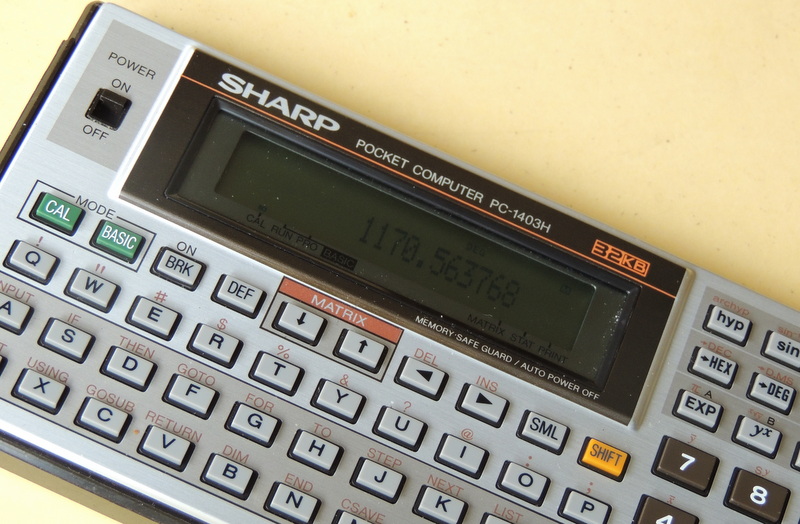 POWER
ON
OFF
SHARP
POCKET COMPUTER PC-1403H
32KB
1170.563768
CAL RUN PRO BASIC
MATRIX STAT PRINT
MEMORY-SAFE GUARD / AUTO POWER OFF
MODE
CAL
BASIC
ON
BRK
DEF
MATRIX
↓ ↑
DEL INS
◀ ▶
SML
SHIFT
! " # $ % & ? @ : ;
Q W E R T Y U I O P
INPUT IF THEN GOTO FOR TO STEP NEXT LIST
A S D F G H J K
USING GOSUB RETURN DIM END CSAVE
X C V B N M
archyp
hyp
sin
→DEC
→HEX
→D.MS
→DEG
π A
EXP
B
yx
7
8
4